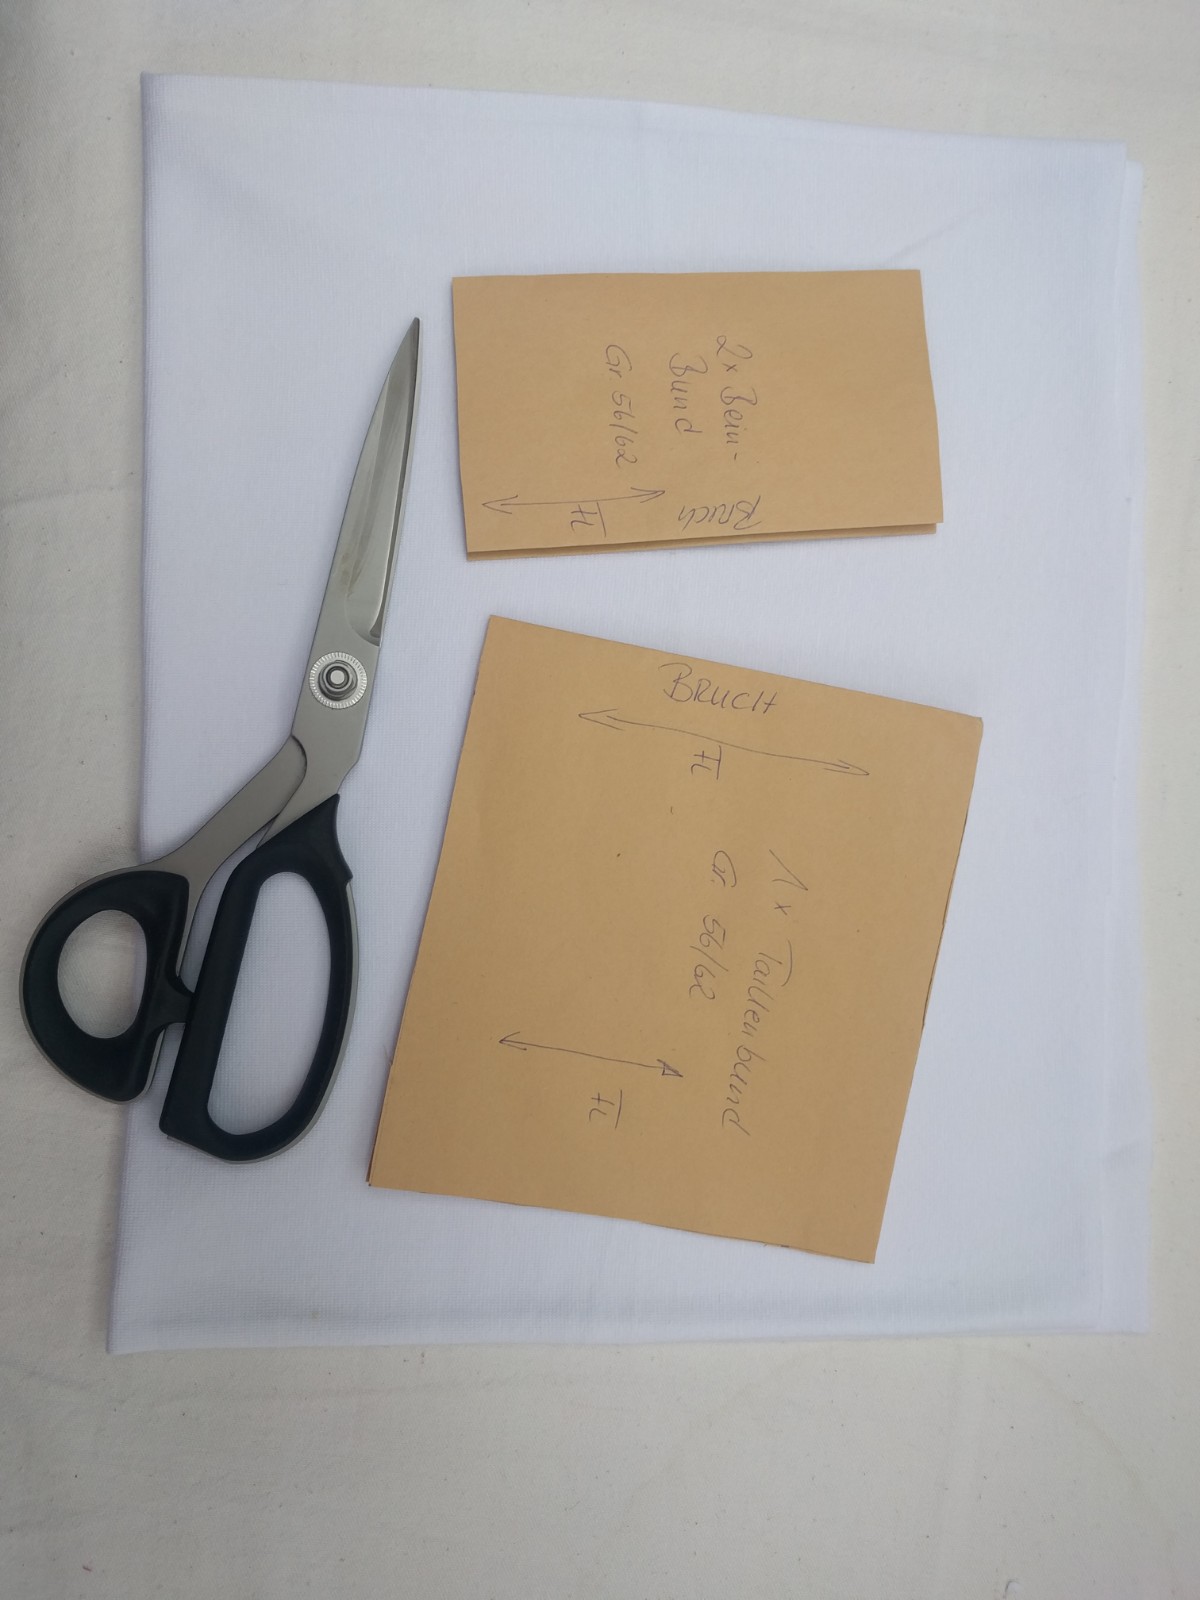 2x Bein-
Bund
Gr 56/62
Bruch
FL
BRUCH
FL
1x Taillenbund
Gr. 56/62
FL